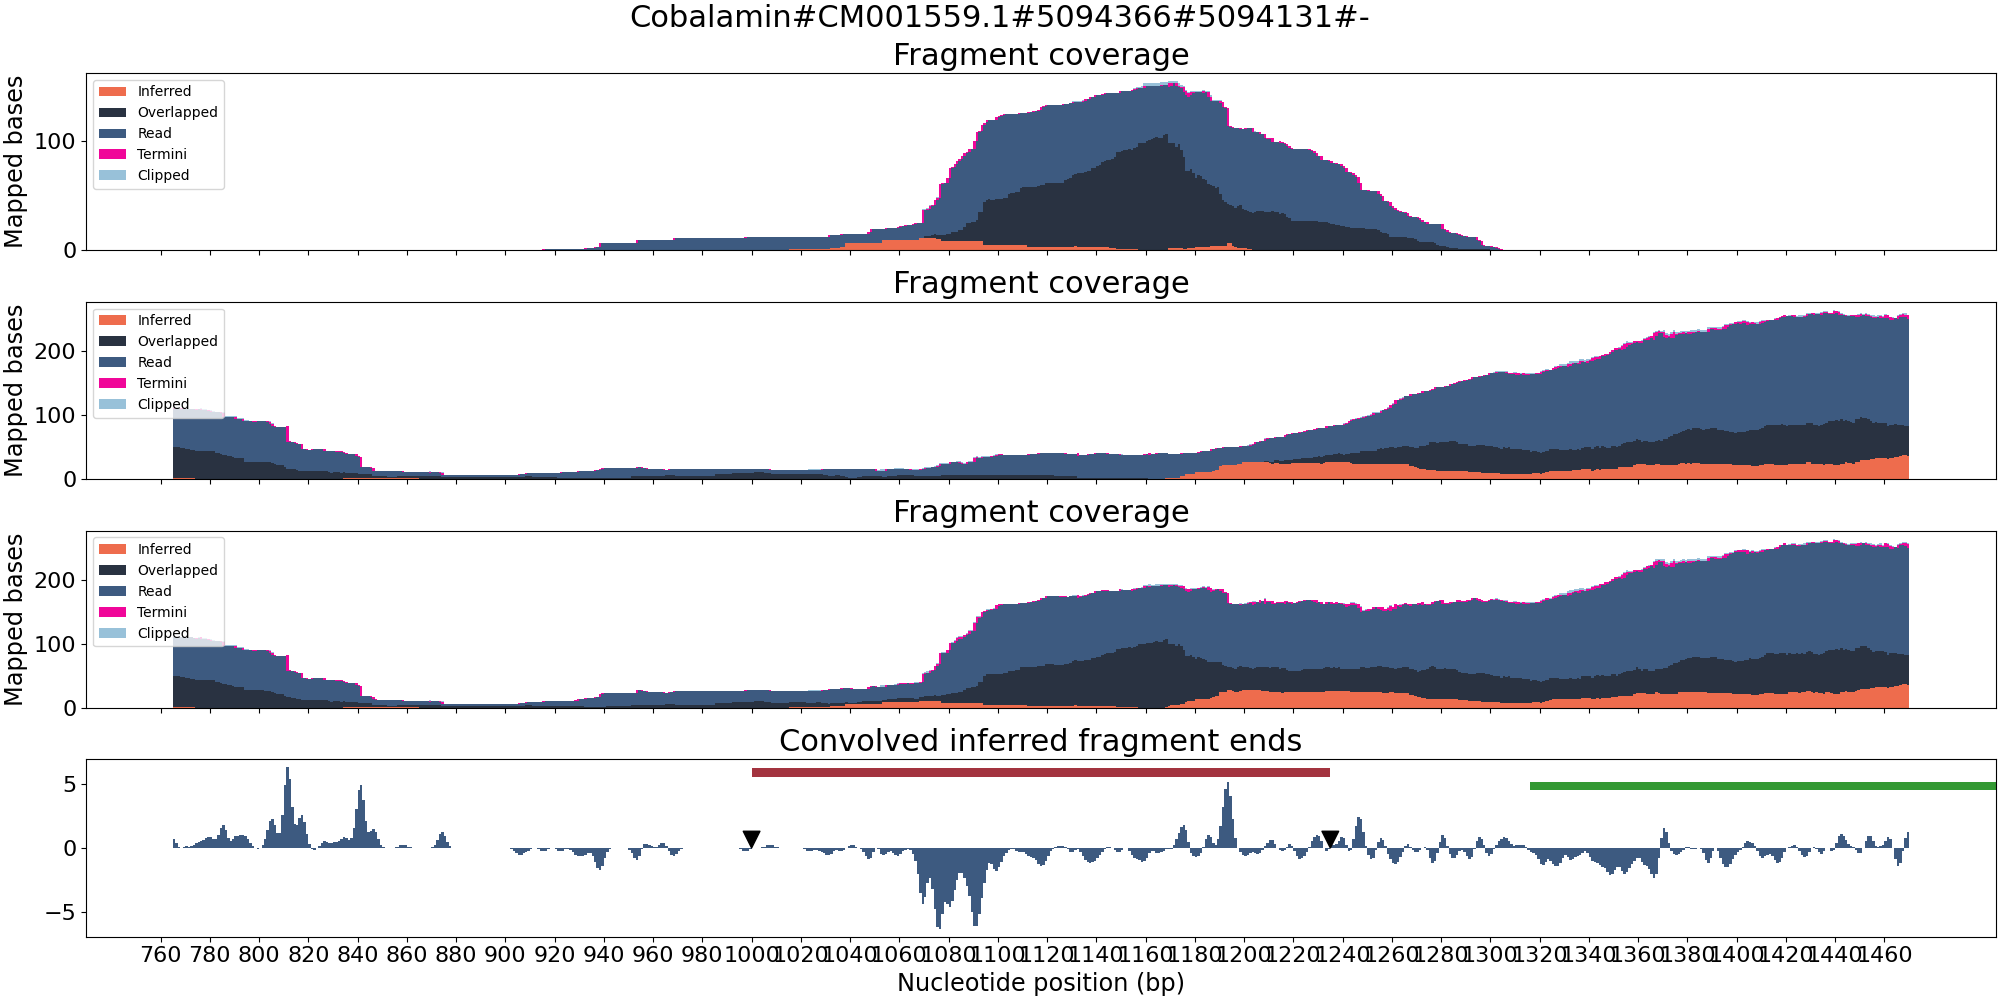 Cobalamin#CM001559.1#5094366#5094131#-
Fragment coverage
Mapped bases
100
0
Inferred
Overlapped
Read
Termini
Clipped
Fragment coverage
Mapped bases
200
100
0
Inferred
Overlapped
Read
Termini
Clipped
Fragment coverage
Mapped bases
200
100
0
Inferred
Overlapped
Read
Termini
Clipped
Convolved inferred fragment ends
5
0
−5
760 780 800 820 840 860 880 900 920 940 960 980 1000 1020 1040 1060 1080 1100 1120 1140 1160 1180 1200 1220 1240 1260 1280 1300 1320 1340 1360 1380 1400 1420 1440 1460
Nucleotide position (bp)